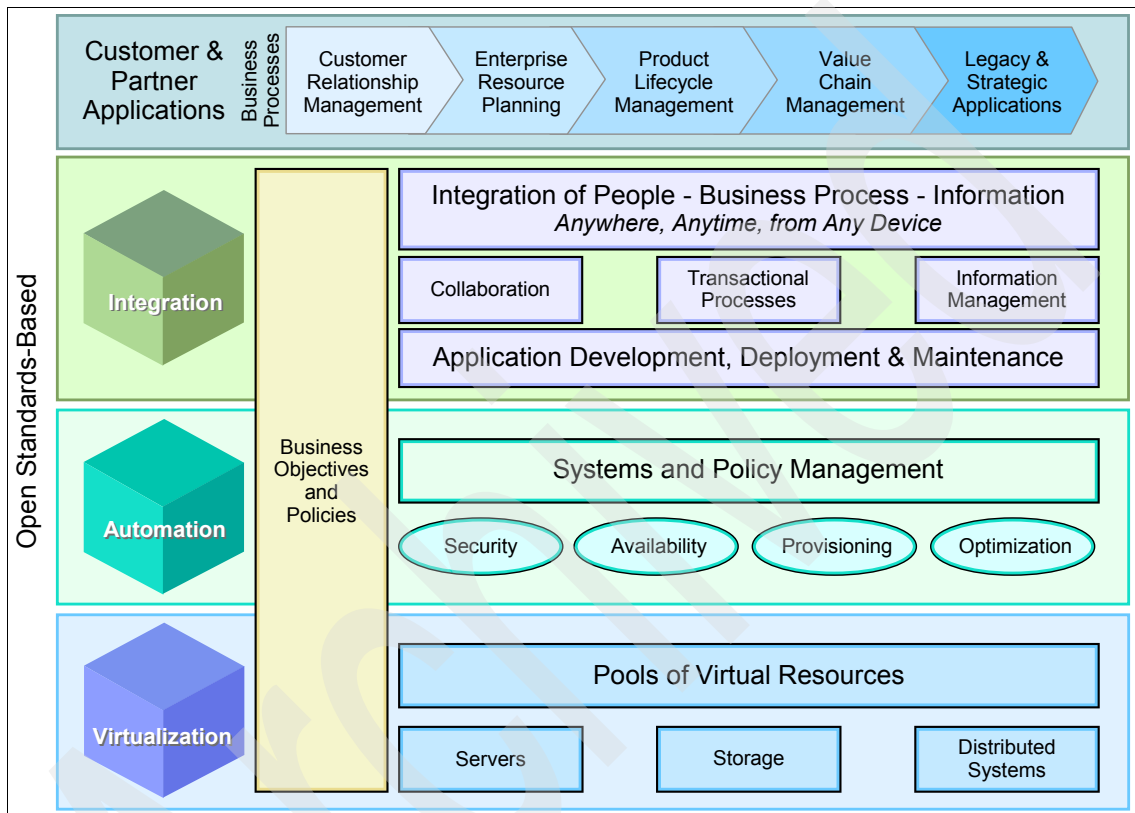 Open Standards-Based
Customer &
Partner
Applications
Business
Processes
Customer
Relationship
Management
Enterprise
Resource
Planning
Product
Lifecycle
Management
Value
Chain
Management
Legacy &
Strategic
Applications
Integration
Business
Objectives
and
Policies
Integration of People - Business Process - Information
Anywhere, Anytime, from Any Device
Collaboration
Transactional
Processes
Information
Management
Application Development, Deployment & Maintenance
Automation
Systems and Policy Management
Security
Availability
Provisioning
Optimization
Virtualization
Pools of Virtual Resources
Servers
Storage
Distributed
Systems